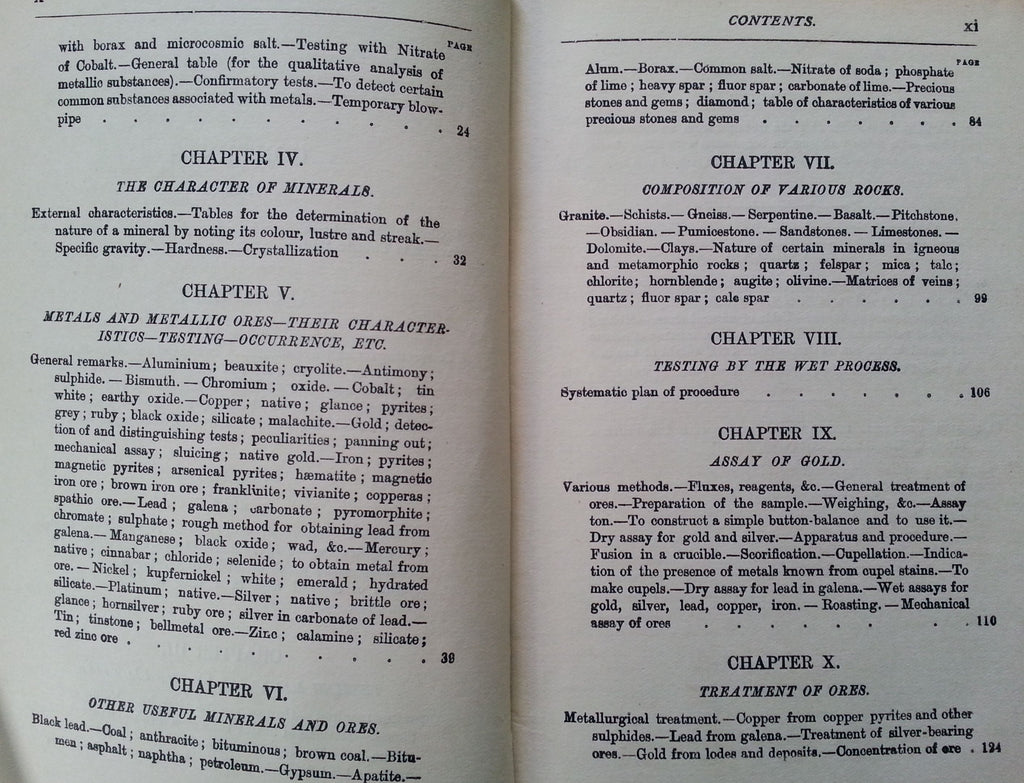 with borax and microcosmic salt.—Testing with Nitrate PAGE
of Cobalt.—General table (for the qualitative analysis of
metallic substances).—Confirmatory tests.—To detect certain
common substances associated with metals.—Temporary blow-
pipe . . . . . . . . . . . 24
CHAPTER IV.
THE CHARACTER OF MINERALS.
External characteristics.—Tables for the determination of the
nature of a mineral by noting its colour, lustre and streak.—
Specific gravity.—Hardness.—Crystallization . . . 32
CHAPTER V.
METALS AND METALLIC ORES—THEIR CHARACTER-
ISTICS—TESTING—OCCURRENCE, ETC.
General remarks.—Aluminium; beauxite; cryolite.—Antimony;
sulphide.—Bismuth.—Chromium; oxide.—Cobalt; tin
white; earthy oxide.—Copper; native; glance; pyrites;
grey; ruby; black oxide; silicate; malachite.—Gold; detec-
tion of and distinguishing tests; peculiarities; panning out;
mechanical assay; sluicing; native gold.—Iron; pyrites;
magnetic pyrites; arsenical pyrites; hæmatite; magnetic
iron ore; brown iron ore; franklinite; vivianite; copperas;
spathic ore.—Lead; galena; carbonate; pyromorphite;
chromate; sulphate; rough method for obtaining lead from
galena.—Manganese; black oxide; wad, &c.—Mercury;
native; cinnabar; chloride; selenide; to obtain metal from
ore.—Nickel; kupfernickel; white; emerald; hydrated
silicate.—Platinum; native.—Silver; native; brittle ore;
glance; hornsilver; ruby ore; silver in carbonate of lead.—
Tin; tinstone; bellmetal ore.—Zinc; calamine; silicate;
red zinc ore . . . . . . . . . 39
CHAPTER VI.
OTHER USEFUL MINERALS AND ORES.
Black lead.—Coal; anthracite; bituminous; brown coal.—Bitu-
men; asphalt; naphtha; petroleum.—Gypsum.—Apatite.—
CONTENTS. xi
PAGE
Alum.—Borax.—Common salt.—Nitrate of soda; phosphate
of lime; heavy spar; fluor spar; carbonate of lime.—Precious
stones and gems; diamond; table of characteristics of various
precious stones and gems . . . . . . . 84
CHAPTER VII.
COMPOSITION OF VARIOUS ROCKS.
Granite.—Schists.—Gneiss.—Serpentine.—Basalt.—Pitchstone.
—Obsidian.—Pumicestone.—Sandstones.—Limestones.—
Dolomite.—Clays.—Nature of certain minerals in igneous
and metamorphic rocks; quartz; felspar; mica; talc;
chlorite; hornblende; augite; olivine.—Matrices of veins;
quartz; fluor spar; calc spar . . . . . . . 99
CHAPTER VIII.
TESTING BY THE WET PROCESS.
Systematic plan of procedure . . . . . . . 106
CHAPTER IX.
ASSAY OF GOLD.
Various methods.—Fluxes, reagents, &c.—General treatment of
ores.—Preparation of the sample.—Weighing, &c.—Assay
ton.—To construct a simple button-balance and to use it.—
Dry assay for gold and silver.—Apparatus and procedure.—
Fusion in a crucible.—Scorification.—Cupellation.—Indica-
tion of the presence of metals known from cupel stains.—To
make cupels.—Dry assay for lead in galena.—Wet assays for
gold, silver, lead, copper, iron.—Roasting.—Mechanical
assay of ores . . . . . . . 110
CHAPTER X.
TREATMENT OF ORES.
Metallurgical treatment.—Copper from copper pyrites and other
sulphides.—Lead from galena.—Treatment of silver-bearing
ores.—Gold from lodes and deposits.—Concentration of ore . 124